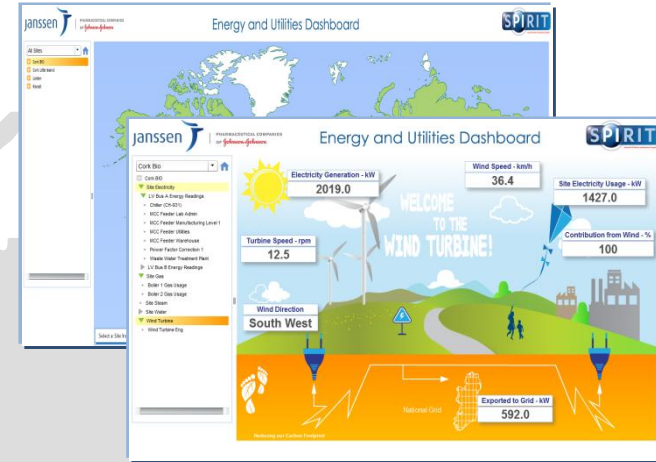 janssen
PHARMACEUTICAL COMPANIES
OF Johnson & Johnson
Energy and Utilities Dashboard
SPIRIT
All Sites
Cork BIO
Select a Site
janssen
PHARMACEUTICAL COMPANIES
OF Johnson & Johnson
Energy and Utilities Dashboard
SPIRIT
Cork Bio
Cork BIO
Site Electricity
LV Bus A Energy Readings
Chiller (CH-931)
MCC Feeder Lab Admin
MCC Feeder Manufacturing Level 1
MCC Feeder Utilities
MCC Feeder Warehouse
Power Factor Correction 1
Waste Water Treatment Plant
LV Bus B Energy Readings
Site Gas
Boiler 1 Gas Usage
Boiler 2 Gas Usage
Site Steam
Site Water
Wind Turbine
Wind Turbine Eng
Electricity Generation - kW
2019.0
Wind Speed - km/h
36.4
Site Electricity Usage - kW
1427.0
WELCOME
TO THE
WIND TURBINE!
Turbine Speed - rpm
12.5
Contribution from Wind - %
100
Wind Direction
South West
National Grid
Exported to Grid - kW
592.0
Reducing our Carbon Footprint